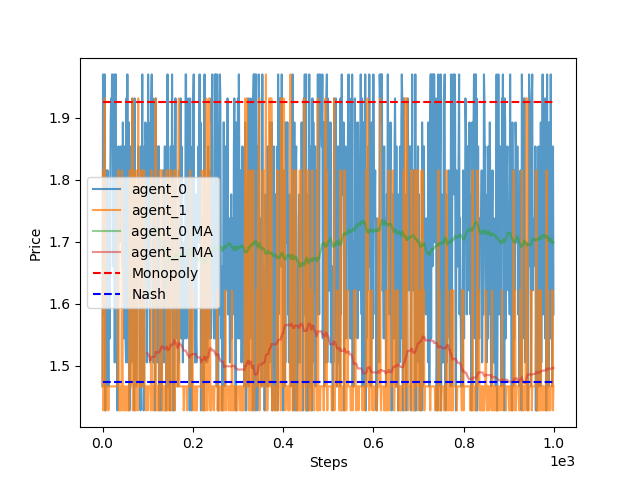 1.9
1.8
1.7
1.6
1.5
Price
agent_0
agent_1
agent_0 MA
agent_1 MA
Monopoly
Nash
0.0
0.2
0.4
0.6
0.8
1.0
Steps
1e3